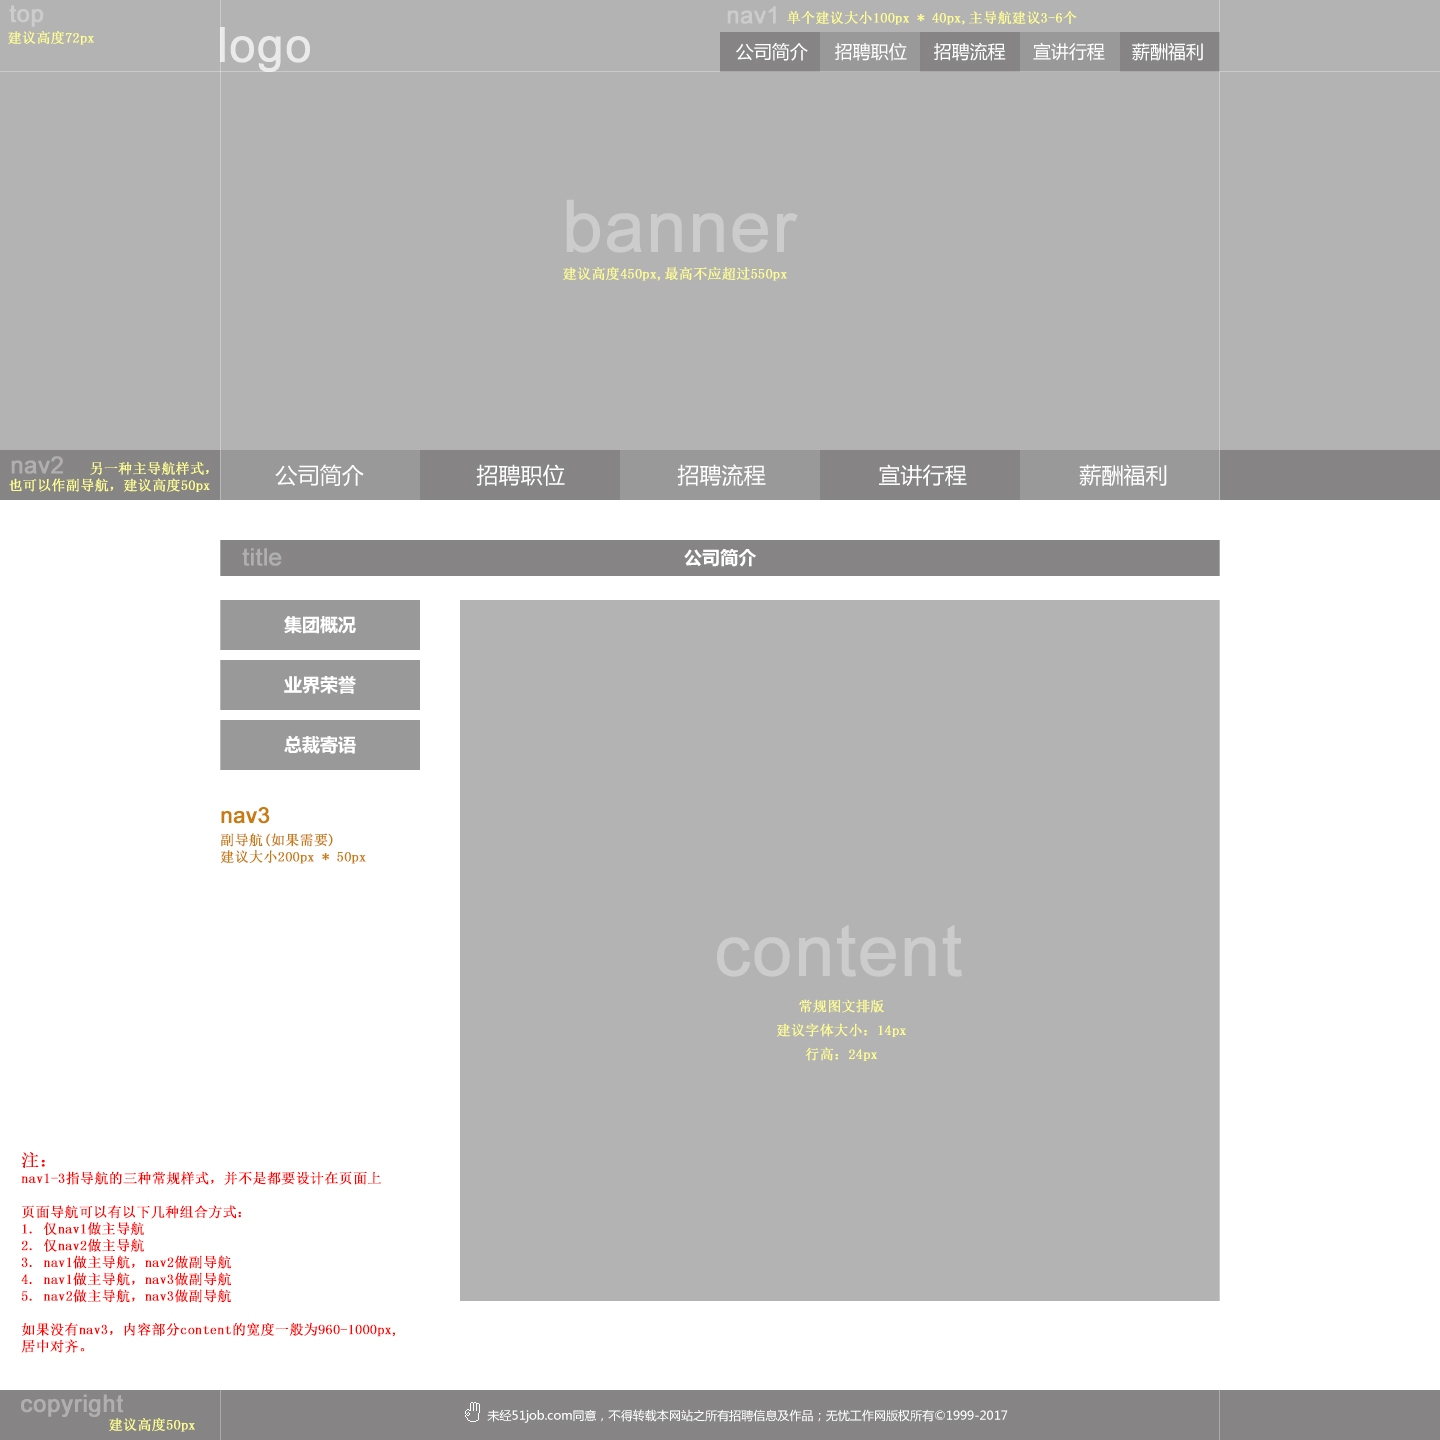 top
建议高度72px
logo
nav1 单个建议大小100px * 40px,主导航建议3-6个
公司简介 招聘职位 招聘流程 宣讲行程 薪酬福利
banner
建议高度450px,最高不应超过550px
nav2 另一种主导航样式，
也可以作副导航，建议高度50px
公司简介 招聘职位 招聘流程 宣讲行程 薪酬福利
title 公司简介
集团概况
业界荣誉
总裁寄语
nav3
副导航(如果需要)
建议大小200px * 50px
content
常规图文排版
建议字体大小：14px
行高：24px
注：
nav1-3指导航的三种常规样式，并不是都要设计在页面上
页面导航可以有以下几种组合方式：
1. 仅nav1做主导航
2. 仅nav2做主导航
3. nav1做主导航，nav2做副导航
4. nav1做主导航，nav3做副导航
5. nav2做主导航，nav3做副导航
如果没有nav3，内容部分content的宽度一般为960-1000px,
居中对齐。
copyright
建议高度50px
未经51job.com同意，不得转载本网站之所有招聘信息及作品；无忧工作网版权所有©1999-2017